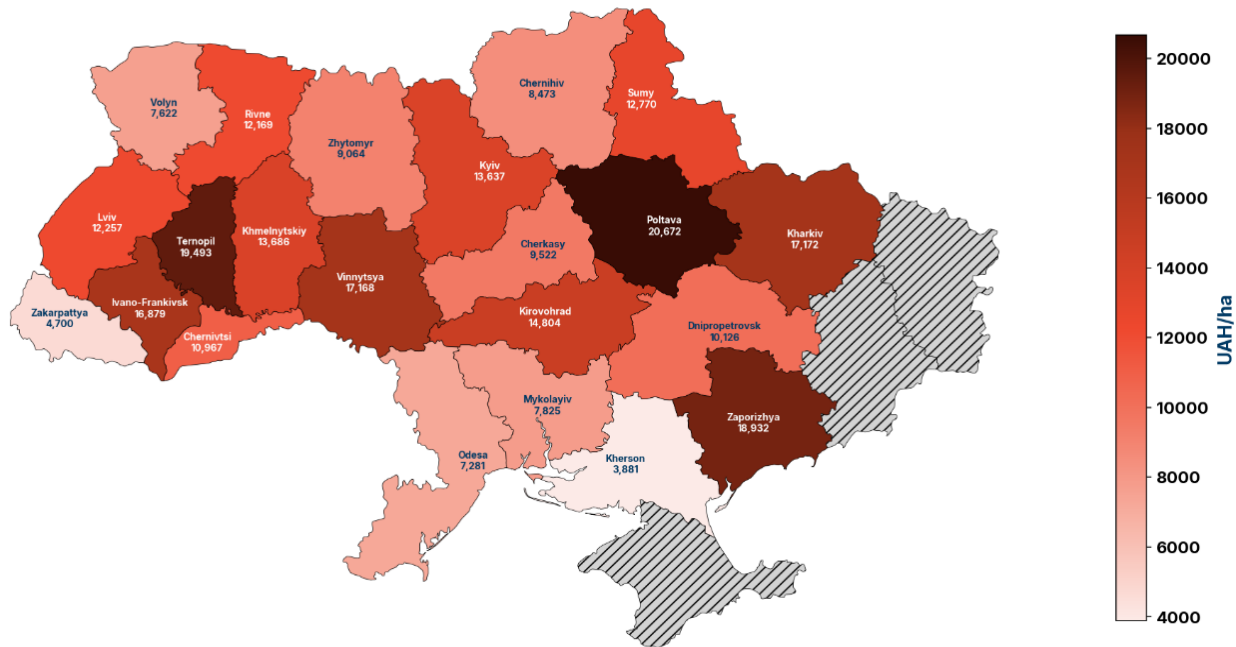 Chernihiv
8,473
Sumy
12,770
Volyn
7,622
Rivne
12,169
Zhytomyr
9,064
Kyiv
13,637
Lviv
12,257
Ternopil
19,493
Khmelnytskiy
13,686
Poltava
20,672
Kharkiv
17,172
Cherkasy
9,522
Vinnytsya
17,168
Ivano-Frankivsk
16,879
Zakarpattya
4,700
Chernivtsi
10,967
Kirovohrad
14,804
Dnipropetrovsk
10,126
Mykolayiv
7,825
Zaporizhya
18,932
Odesa
7,281
Kherson
3,881
20000
18000
16000
14000
12000
10000
8000
6000
4000
UAH/ha